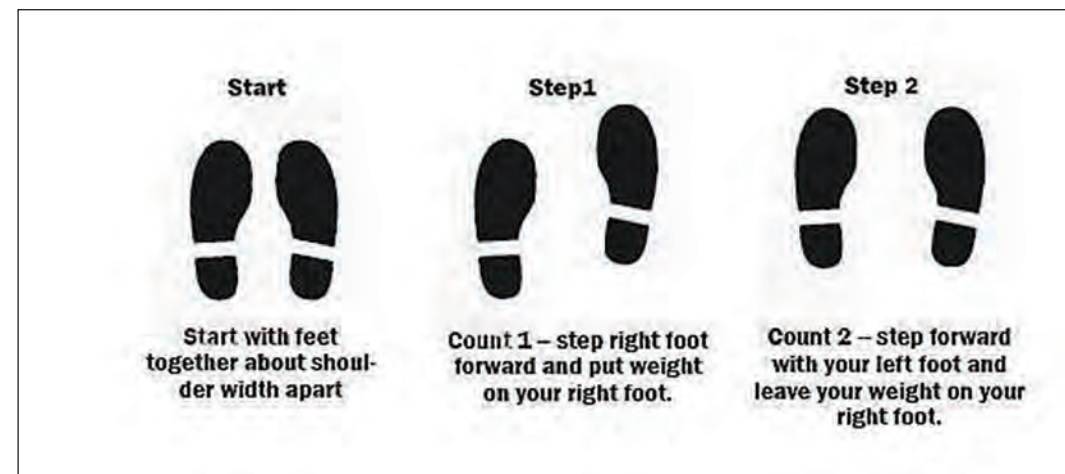 Start
Start with feet
together about shoul-
der width apart
Step1
Count 1 – step right foot
forward and put weight
on your right foot.
Step 2
Count 2 – step forward
with your left foot and
leave your weight on your
right foot.